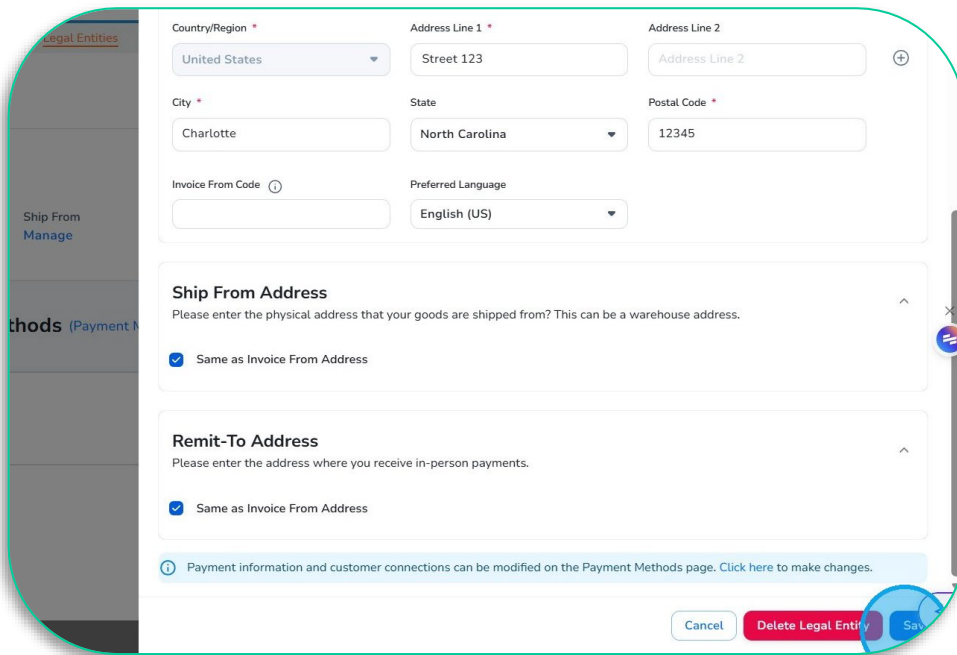 Legal Entities
Country/Region *
Address Line 1 *
Address Line 2
United States
Street 123
Address Line 2
City *
State
Postal Code *
Charlotte
North Carolina
12345
Invoice From Code
Preferred Language
English (US)
Ship From
Manage
Ship From Address
Please enter the physical address that your goods are shipped from? This can be a warehouse address.
thods (Payment M
Same as Invoice From Address
Remit-To Address
Please enter the address where you receive in-person payments.
Same as Invoice From Address
Payment information and customer connections can be modified on the Payment Methods page. Click here to make changes.
Cancel
Delete Legal Entity
Sav